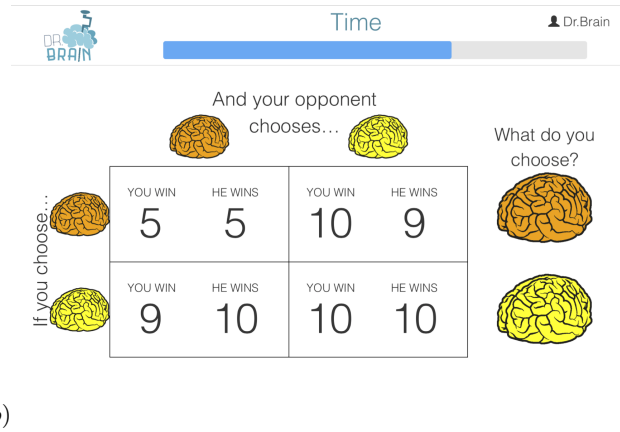 Time
Dr.Brain
DR
BRAIN
And your opponent
chooses...
What do you
choose?
If you choose...
YOU WIN HE WINS YOU WIN HE WINS
5 5 10 9
YOU WIN HE WINS YOU WIN HE WINS
9 10 10 10
)